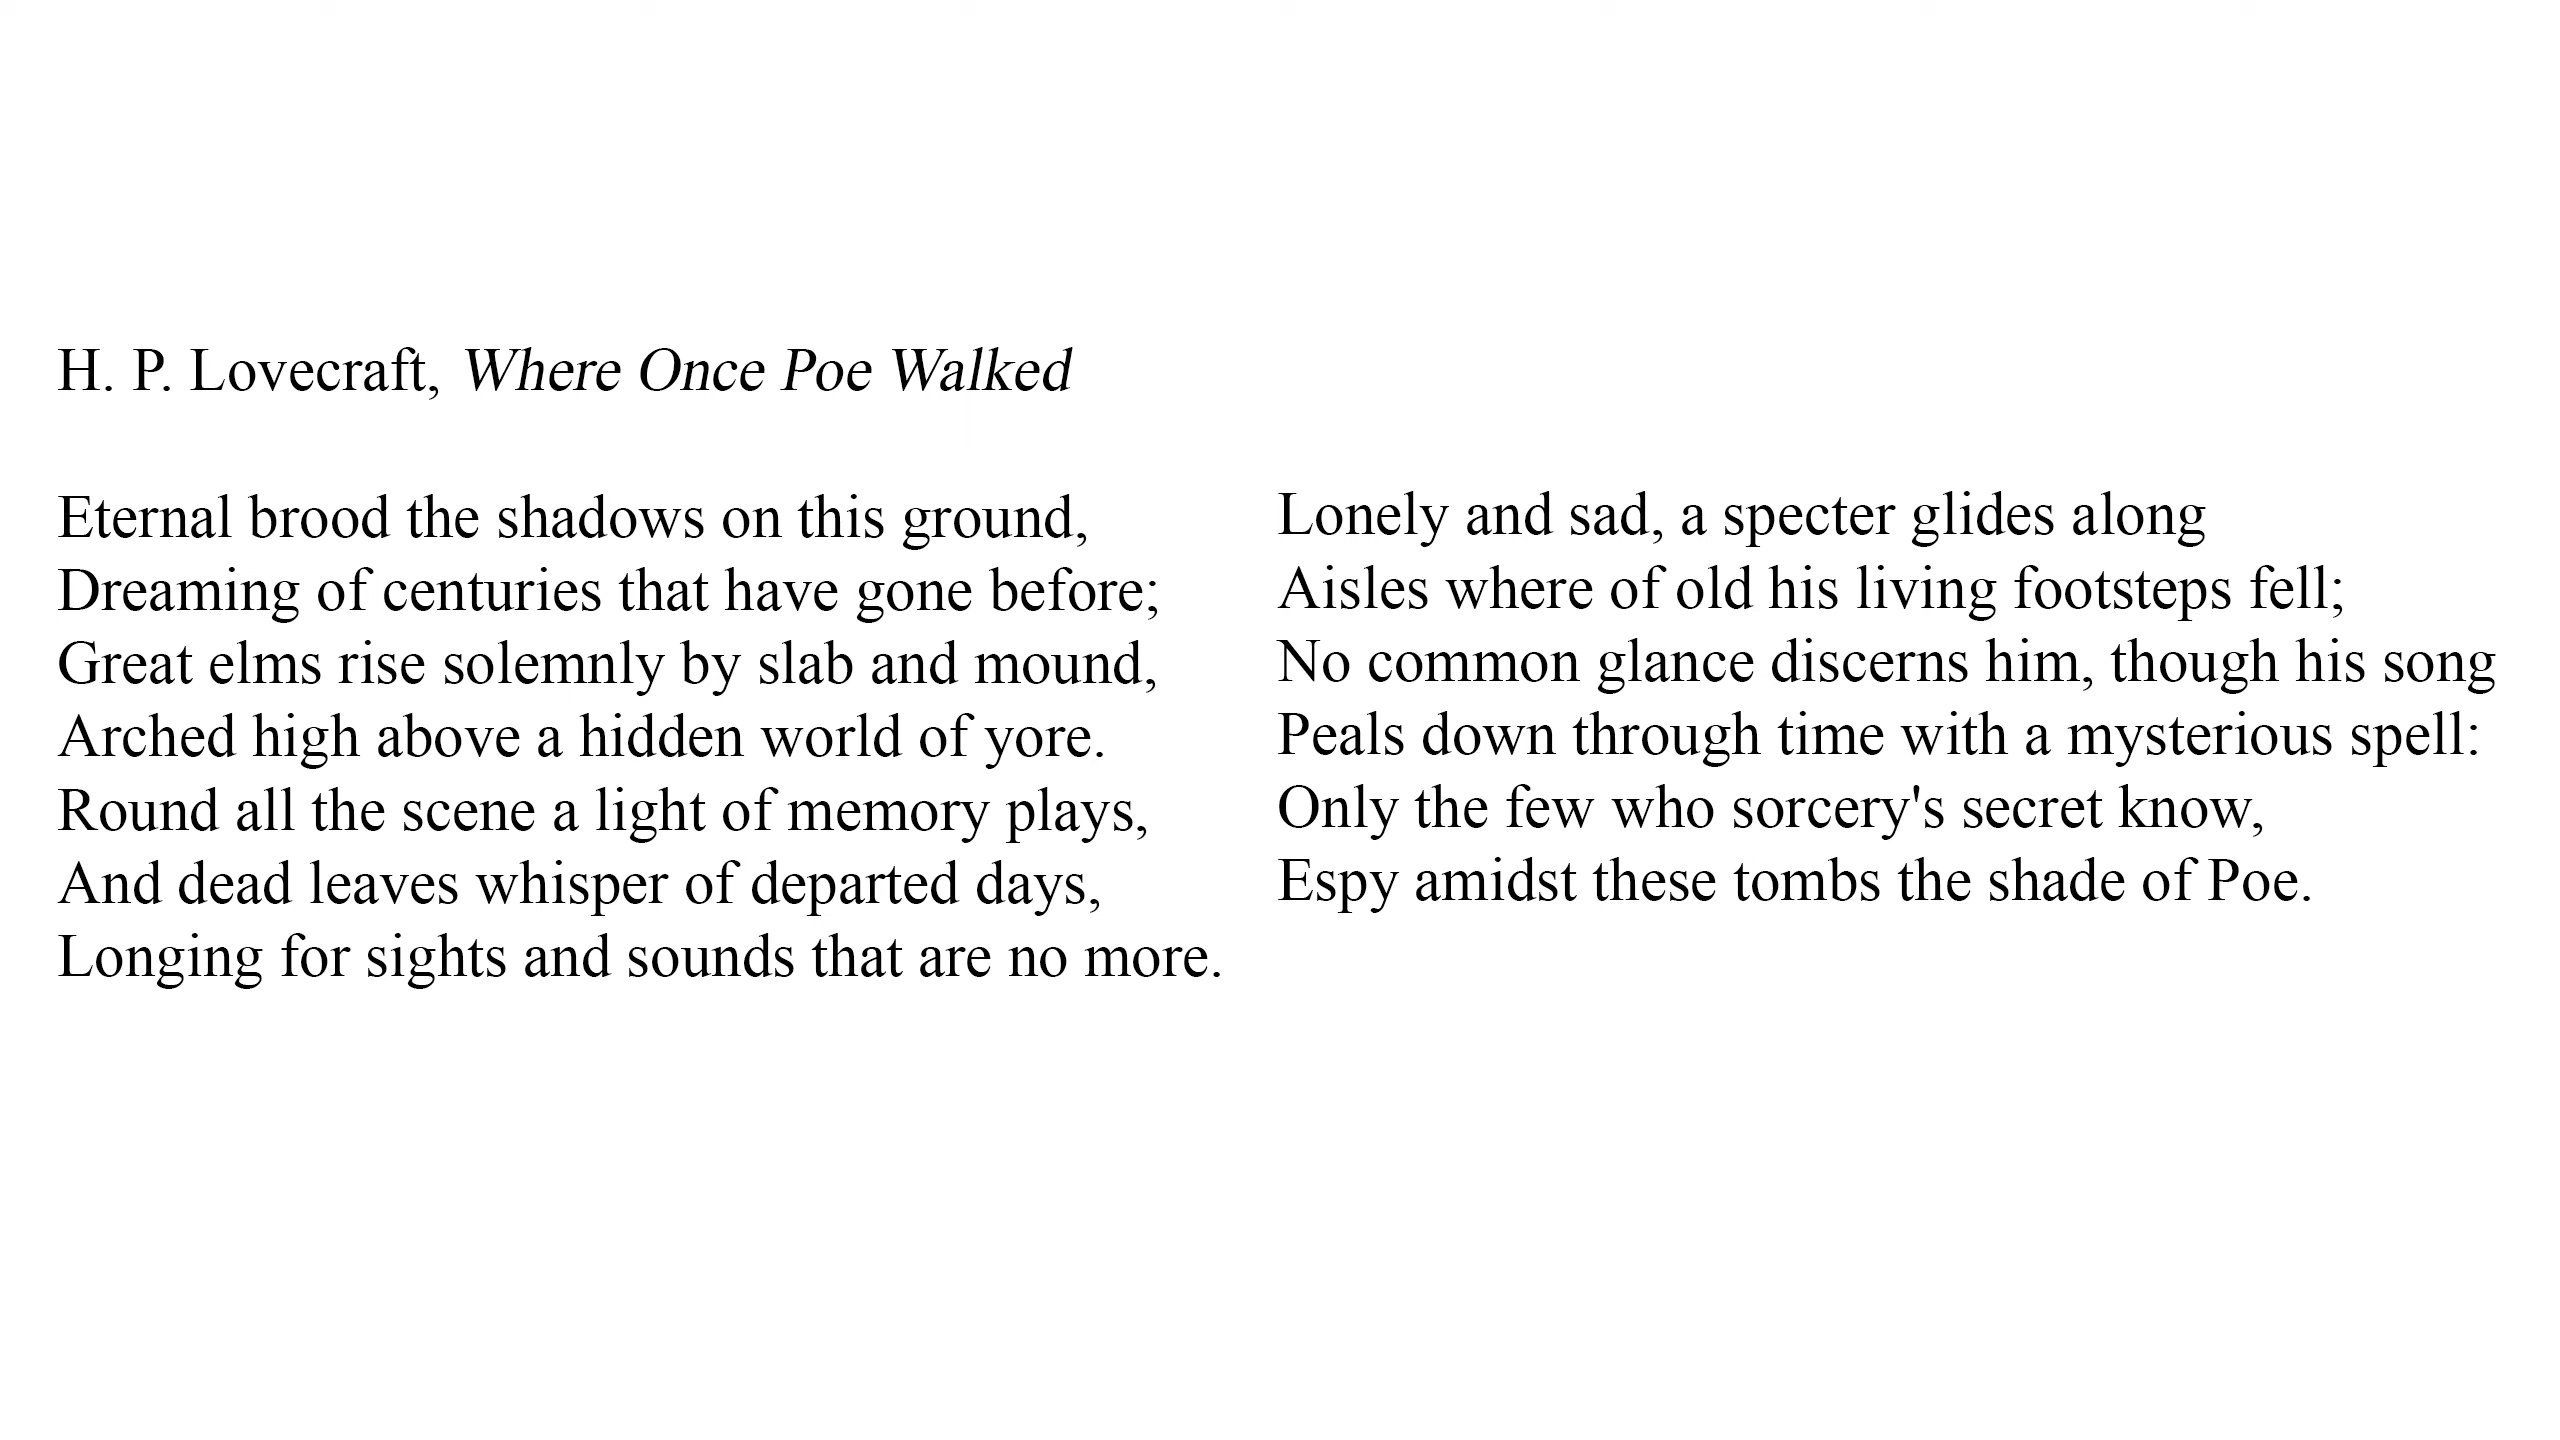 H. P. Lovecraft, Where Once Poe Walked
Eternal brood the shadows on this ground,
Dreaming of centuries that have gone before;
Great elms rise solemnly by slab and mound,
Arched high above a hidden world of yore.
Round all the scene a light of memory plays,
And dead leaves whisper of departed days,
Longing for sights and sounds that are no more.
Lonely and sad, a specter glides along
Aisles where of old his living footsteps fell;
No common glance discerns him, though his song
Peals down through time with a mysterious spell:
Only the few who sorcery's secret know,
Espy amidst these tombs the shade of Poe.